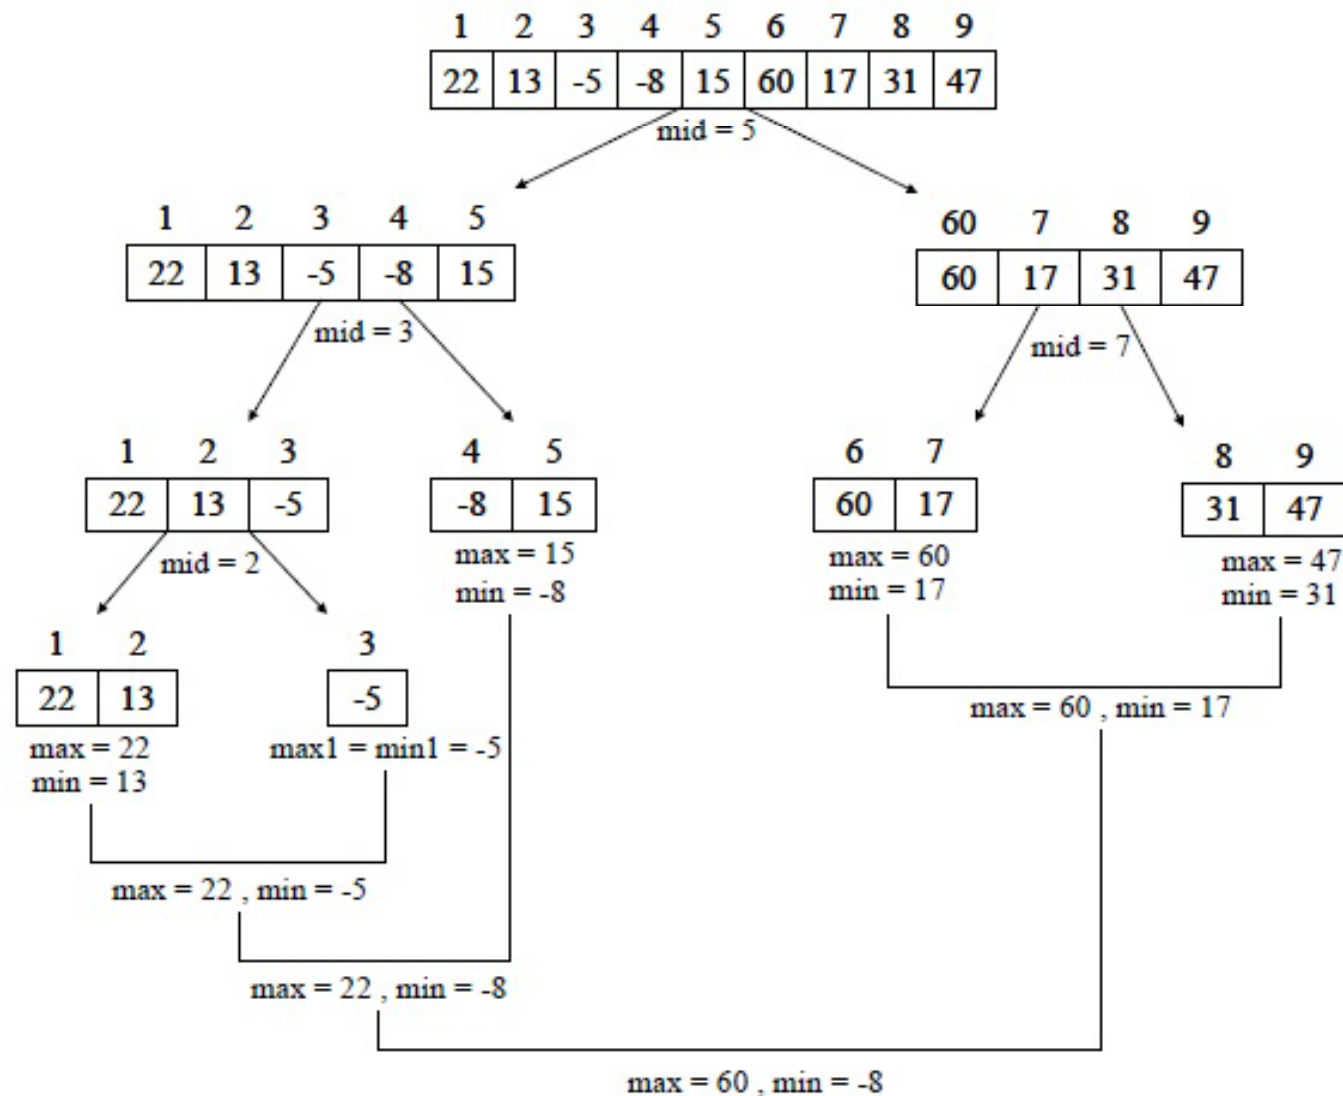 1 2 3 4 5 6 7 8 9
22 13 -5 -8 15 60 17 31 47
mid = 5
1 2 3 4 5
22 13 -5 -8 15
mid = 3
60 7 8 9
60 17 31 47
mid = 7
1 2 3
22 13 -5
mid = 2
4 5
-8 15
max = 15
min = -8
6 7
60 17
max = 60
min = 17
8 9
31 47
max = 47
min = 31
1 2
22 13
max = 22
min = 13
3
-5
max1 = min1 = -5
max = 60 , min = 17
max = 22 , min = -5
max = 22 , min = -8
max = 60 , min = -8